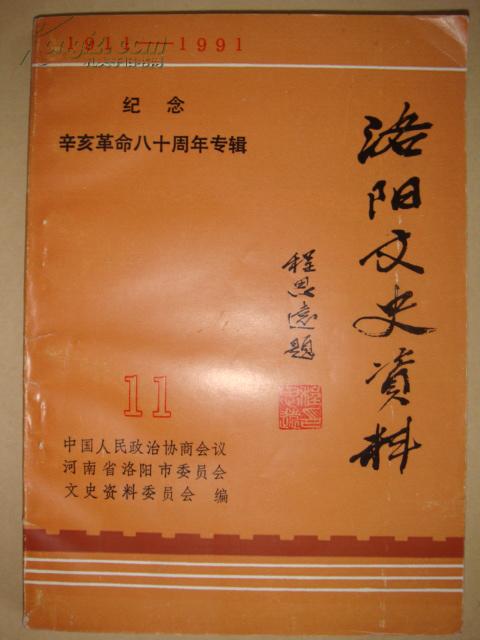 1911—1991
纪念
辛亥革命八十周年专辑
洛阳文史资料
程思远题
11
中国人民政治协商会议
河南省洛阳市委员会
文史资料委员会 编